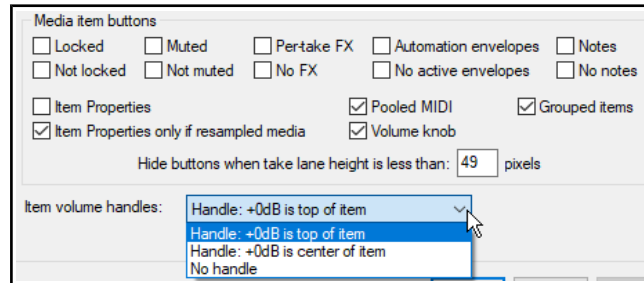 Media item buttons
Locked Muted Per-take FX Automation envelopes Notes
Not locked Not muted No FX No active envelopes No notes
Item Properties Pooled MIDI Grouped items
Item Properties only if resampled media Volume knob
Hide buttons when take lane height is less than: 49 pixels
Item volume handles: Handle: +0dB is top of item
Handle: +0dB is top of item
Handle: +0dB is center of item
No handle